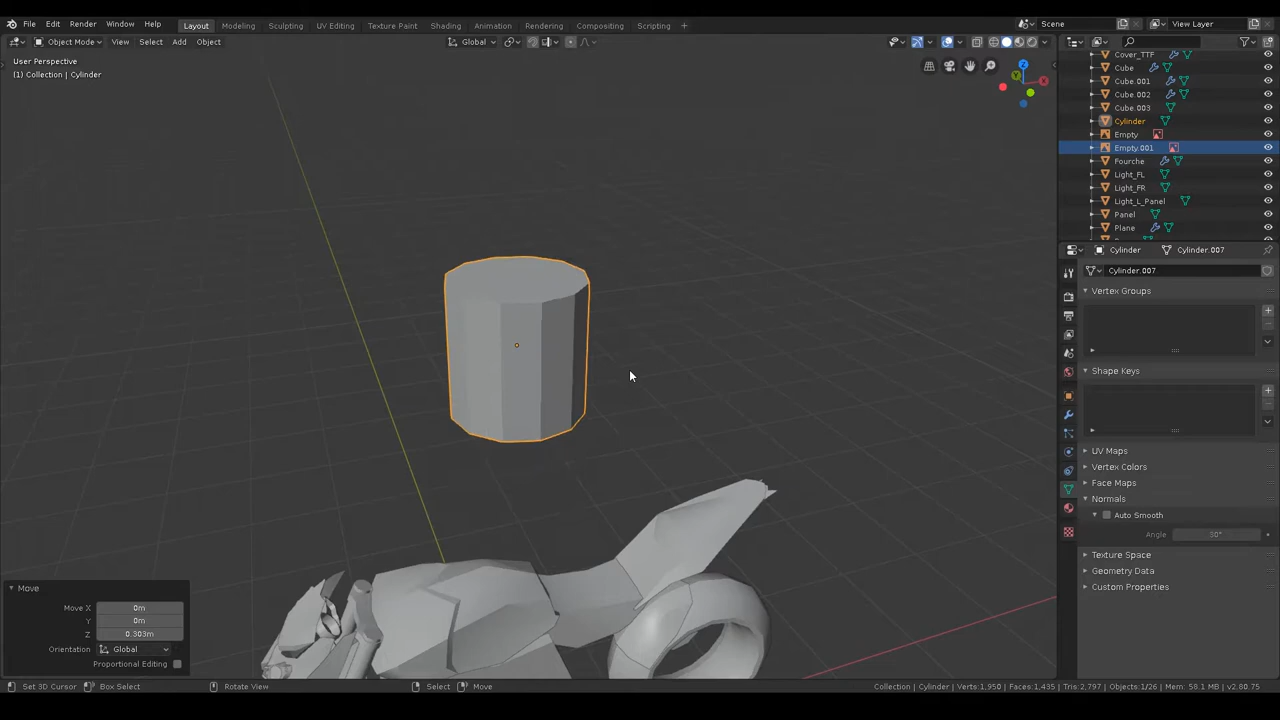 File Edit Render Window Help Layout Modeling Sculpting UV Editing Texture Paint Shading Animation Rendering Compositing Scripting + Scene View Layer
Object Mode View Select Add Object Global
User Perspective
(1) Collection | Cylinder
X
Y
Z
Cover_TTF
Cube
Cube.001
Cube.002
Cube.003
Cylinder
Empty
Empty.001
Fourche
Light_FL
Light_FR
Light_L_Panel
Panel
Plane
Cylinder Cylinder.007
Cylinder.007
Vertex Groups
Shape Keys
UV Maps
Vertex Colors
Face Maps
Normals
Auto Smooth
Angle 30°
Texture Space
Geometry Data
Custom Properties
Move
Move X 0m
Y 0m
Z 0.303m
Orientation Global
Proportional Editing
Set 3D Cursor Box Select Rotate View Select Move Collection | Cylinder | Verts:1,950 | Faces:1,435 | Tris:2,797 | Objects:1/26 | Mem: 58.1 MB | v2.80.75